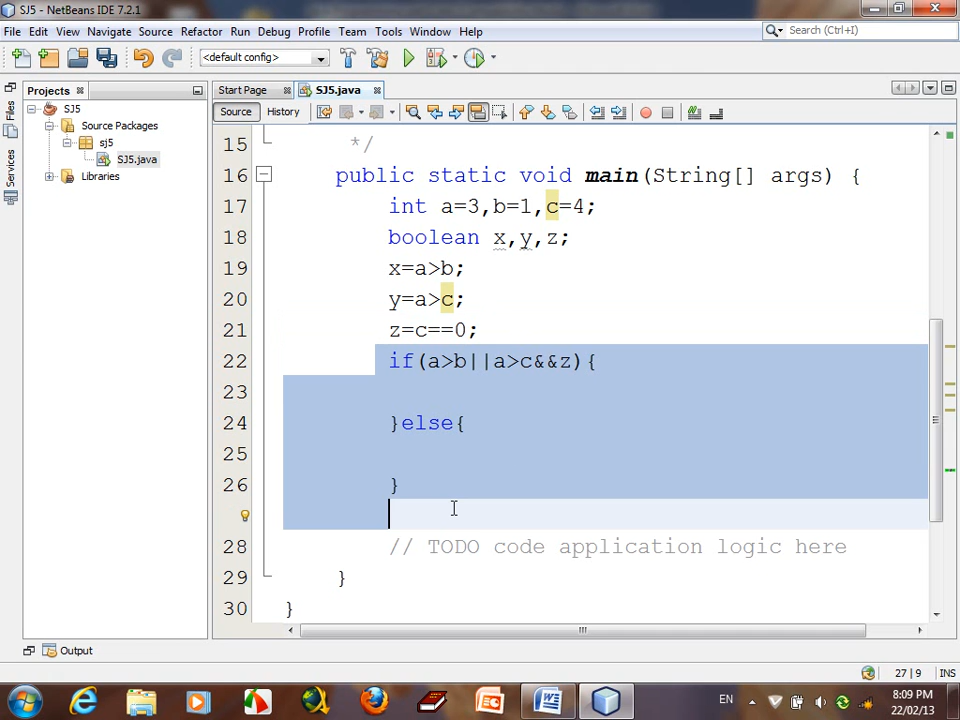 SJ5 - NetBeans IDE 7.2.1
File Edit View Navigate Source Refactor Run Debug Profile Team Tools Window Help
Search (Ctrl+I)
<default config>
Files
Services
Projects
SJ5
Source Packages
sj5
SJ5.java
Libraries
Start Page
SJ5.java
Source
History
15 */
16 public static void main(String[] args) {
17 int a=3,b=1,c=4;
18 boolean x,y,z;
19 x=a>b;
20 y=a>c;
21 z=c==0;
22 if(a>b||a>c&&z){
23
24 }else{
25
26 }
28 // TODO code application logic here
29 }
30 }
Output
27 | 9 INS
EN
8:09 PM
22/02/13